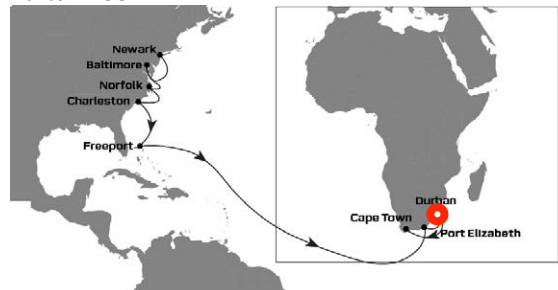 Newark
Baltimore
Norfolk
Charleston
Freeport
Durban
Cape Town
Port Elizabeth